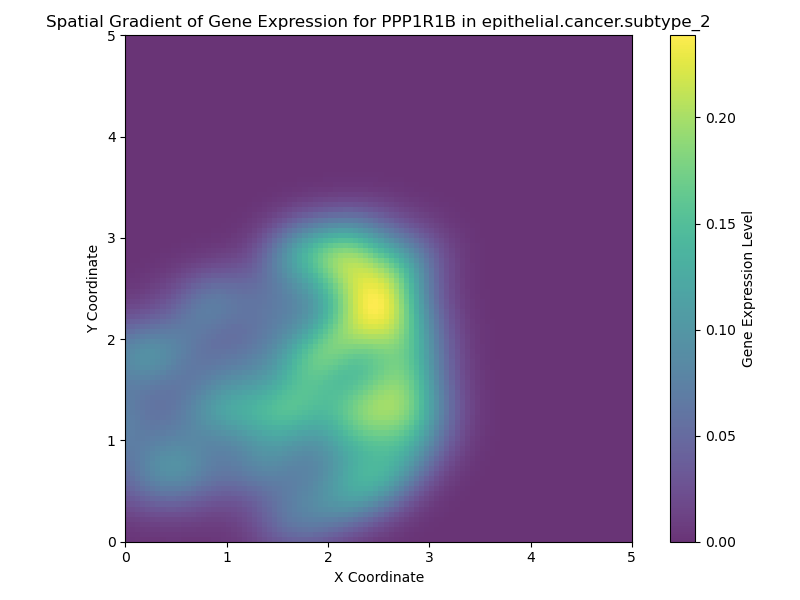 Spatial Gradient of Gene Expression for PPP1R1B in epithelial.cancer.subtype_2
5
4
3
2
1
0
Y Coordinate
0 1 2 3 4 5
X Coordinate
0.20
0.15
0.10
0.05
0.00
Gene Expression Level